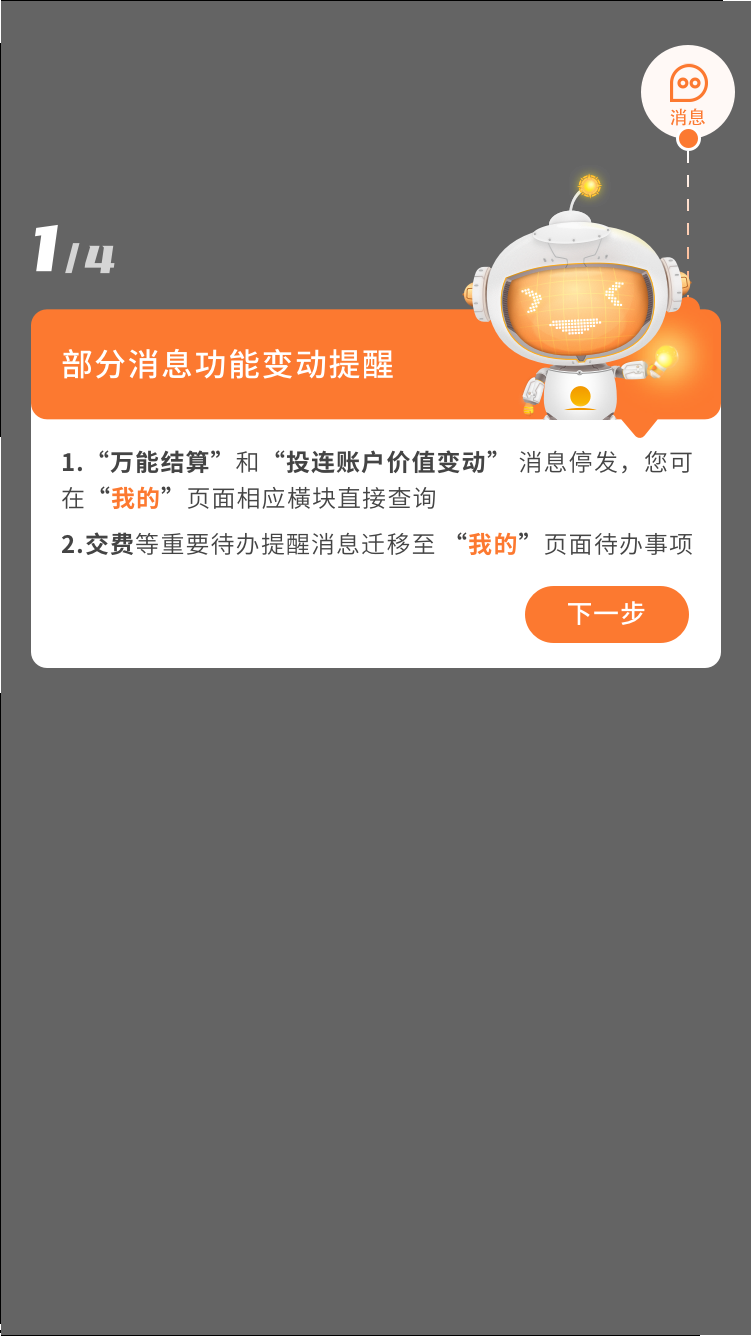 消息
1/4
部分消息功能变动提醒
1.“万能结算”和“投连账户价值变动” 消息停发，您可
在“我的”页面相应横块直接查询
2.交费等重要待办提醒消息迁移至 “我的”页面待办事项
下一步